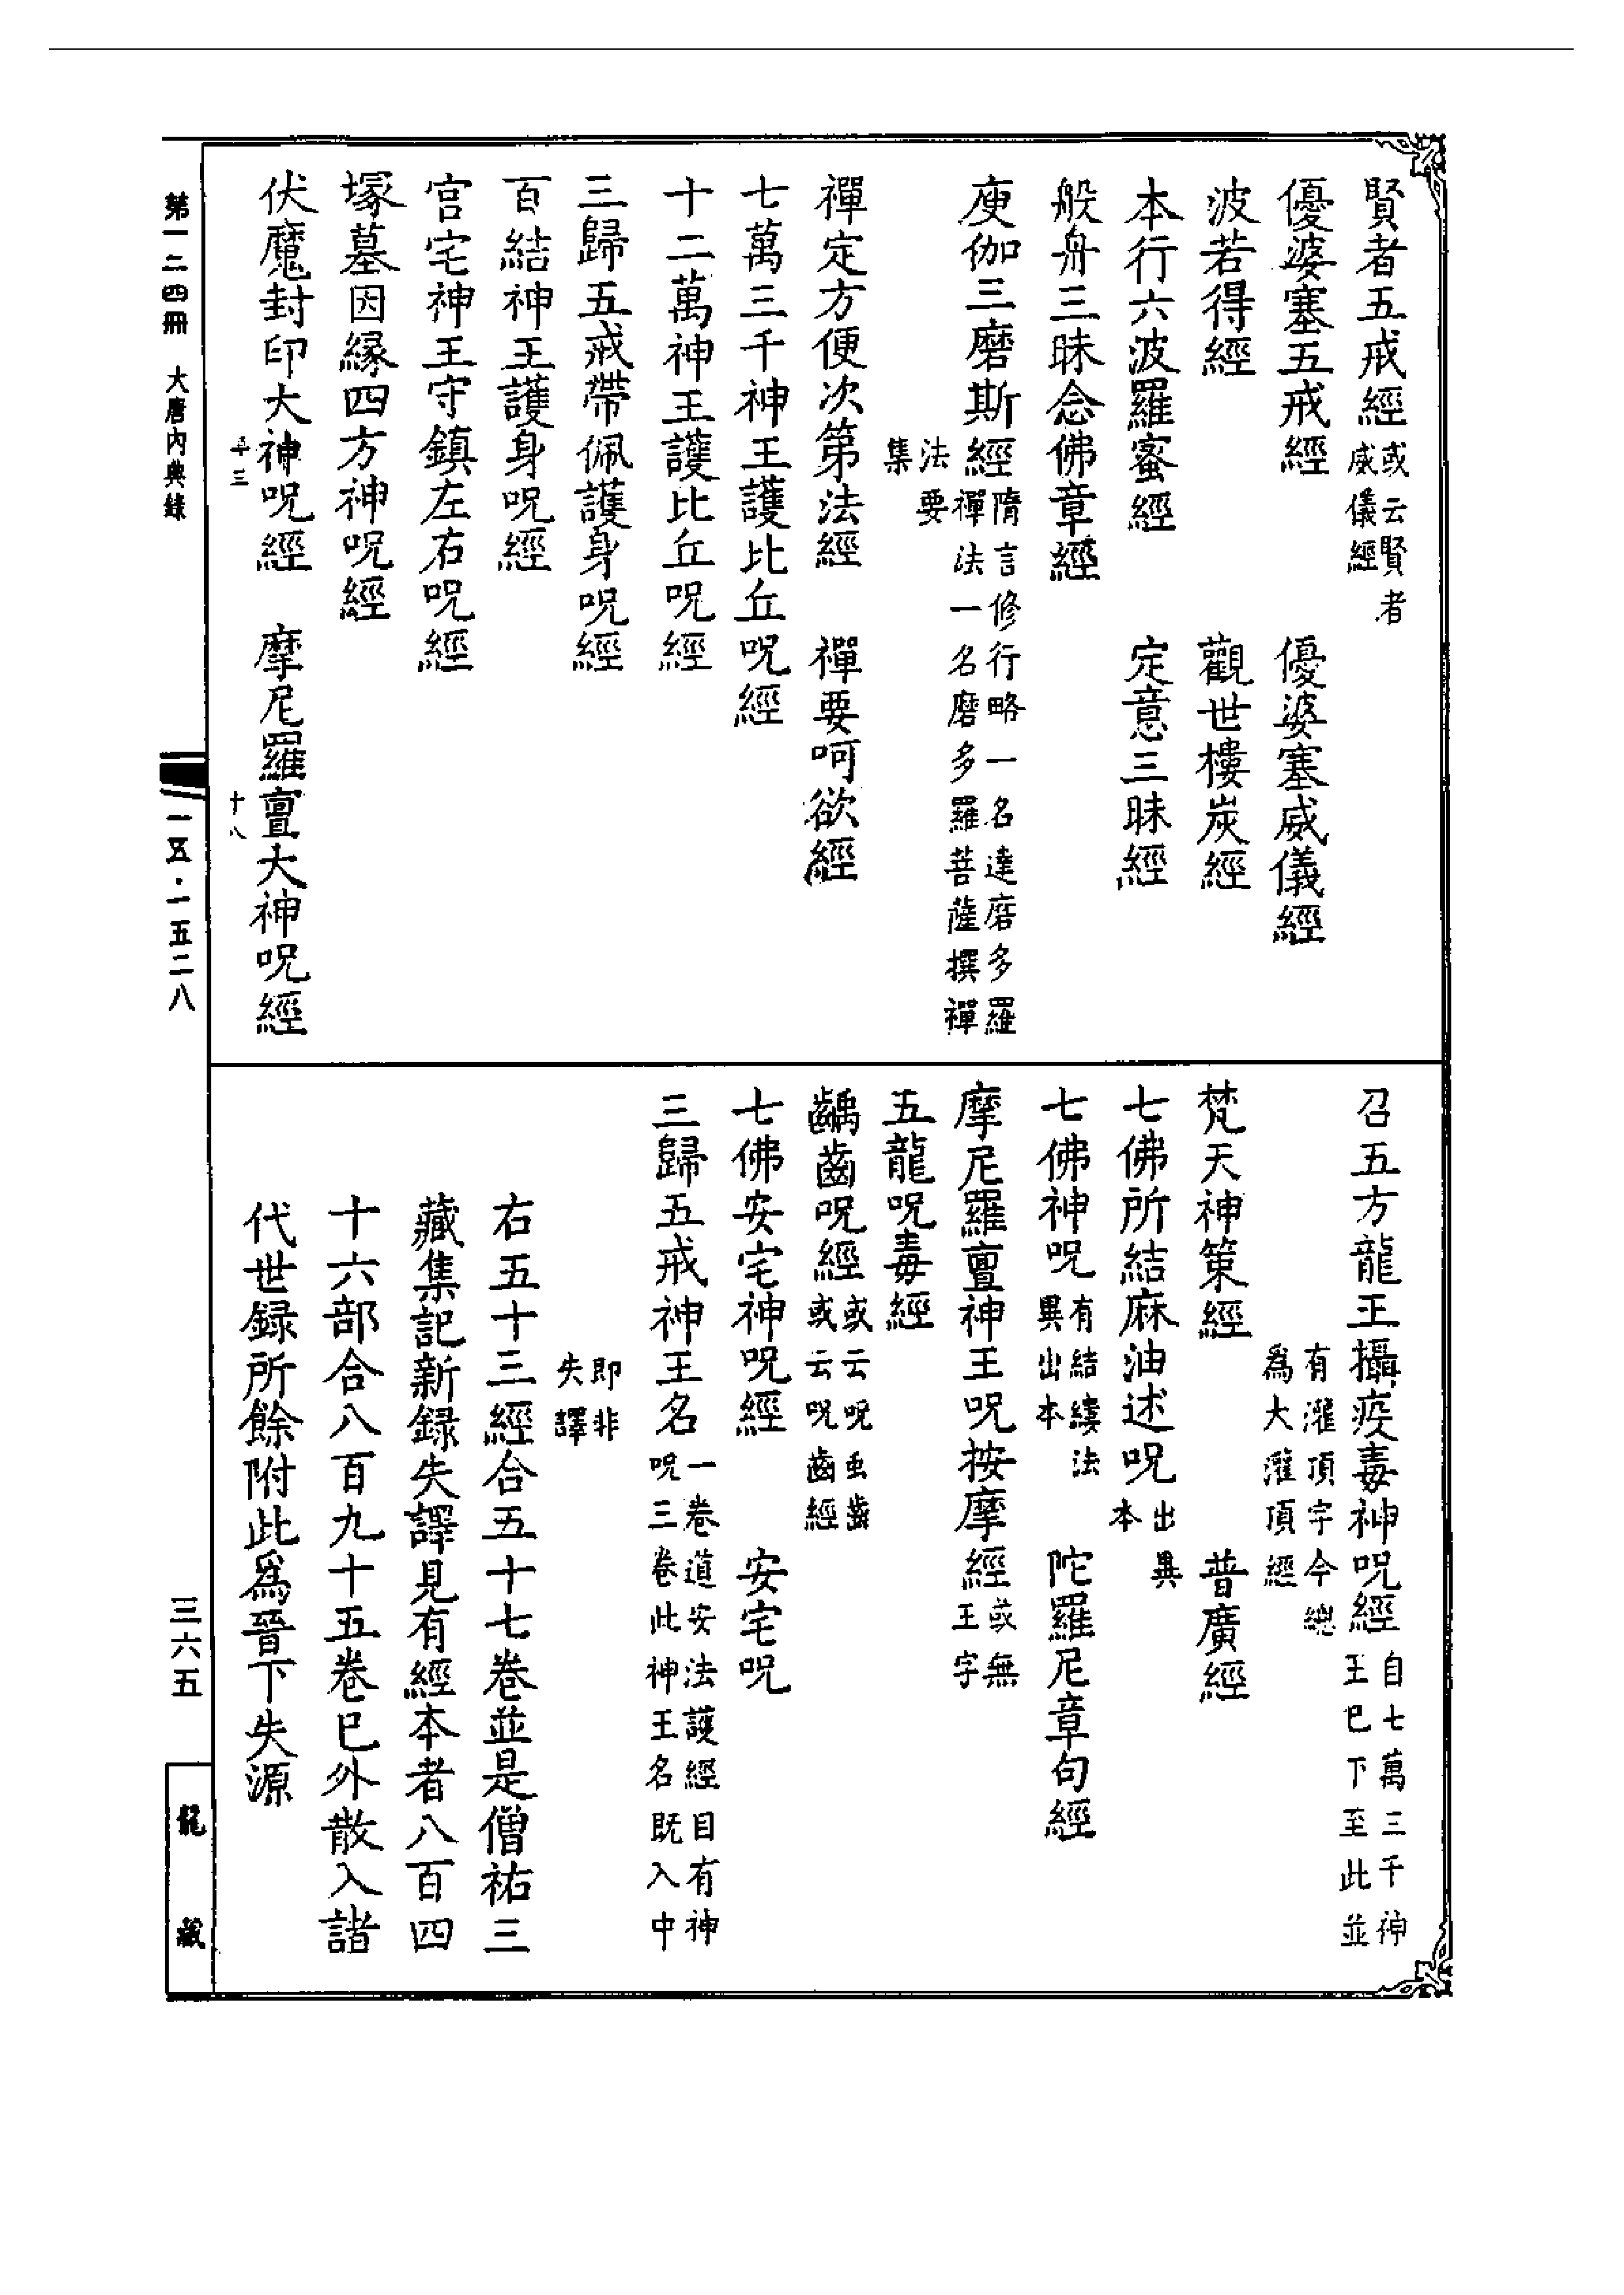 賢者五戒經或云賢者威儀經
優婆塞五戒經　優婆塞威儀經
波若得經　觀世樓炭經
本行六波羅蜜經　定意三昧經
般舟三昧念佛章經
庾伽三磨斯經隋言修行略一名達磨多羅禪法一名磨多羅菩薩撰禪
法要集
禪定方便次第法經　禪要呵欲經
七萬三千神王護比丘呪經
十二萬神王護比丘呪經
三歸五戒帶佩護身呪經
百結神王護身呪經
宮宅神王守鎮左右呪經
塚墓因緣四方神呪經
伏魔封印大神呪經　摩尼羅亶大神呪經
十八
召五方龍王攝疫毒神呪經自七萬三千神王巳下至此並
有灌頂字今總爲大灌頂經
梵天神策經　普廣經
七佛所結麻油述呪出異本
七佛神呪有結縷法異出本　陀羅尼章句經
摩尼羅亶神王呪按摩經或無王字
五龍呪毒經
齲齒呪經或云呪虫齒或云呪齒經
七佛安宅神呪經　安宅呪
三歸五戒神王名一卷道安法護經目有神呪三卷此神王名既入中
即非失譯
右五十三經合五十七卷並是僧祐三
藏集記新録失譯見有經本者八百四
十六部合八百九十五卷巳外散入諸
代世録所餘附此爲晉下失源
第一二四冊　大唐內典錄
一五·一五二八
三六五
龍藏